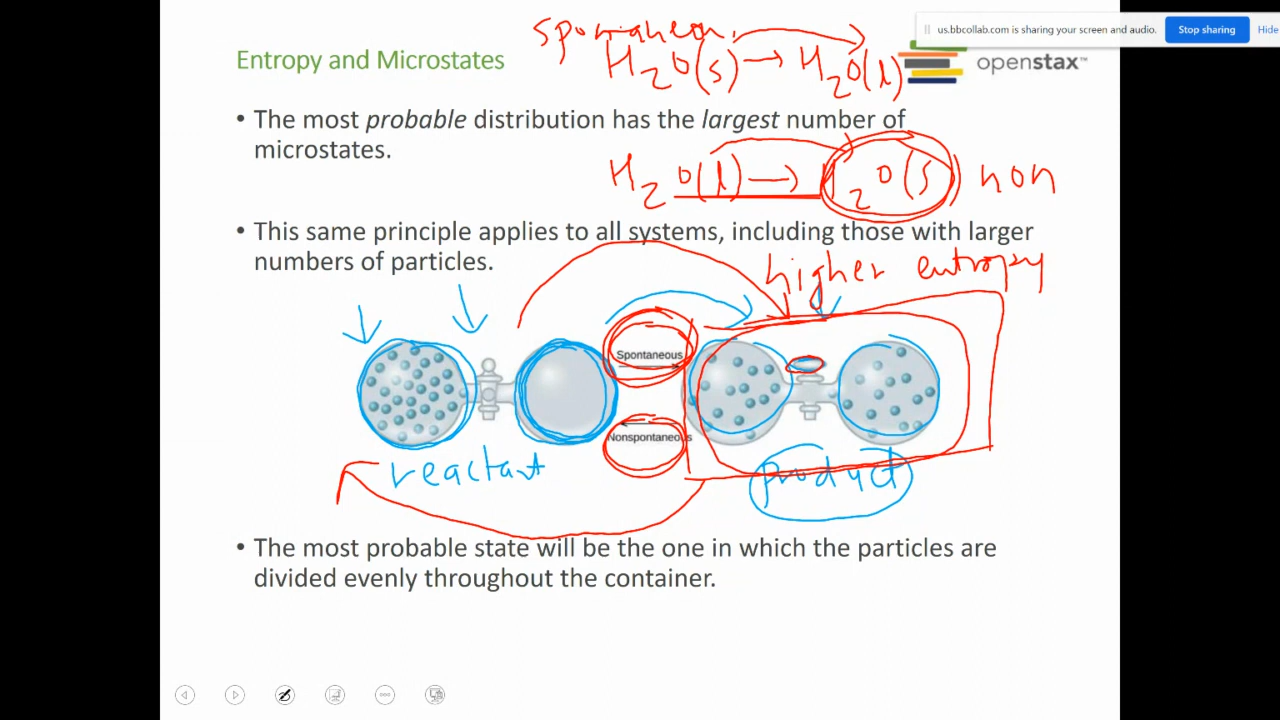 spontaneou
us.bbcollab.com is sharing your screen and audio. Stop sharing Hide
Entropy and Microstates
H2O(s) → H2O(l)
openstax™
• The most probable distribution has the largest number of
microstates.
H2O(l) → H2O(s) non
• This same principle applies to all systems, including those with larger
numbers of particles.
higher entropy
Spontaneous
Nonspontaneous
reactant
product
• The most probable state will be the one in which the particles are
divided evenly throughout the container.